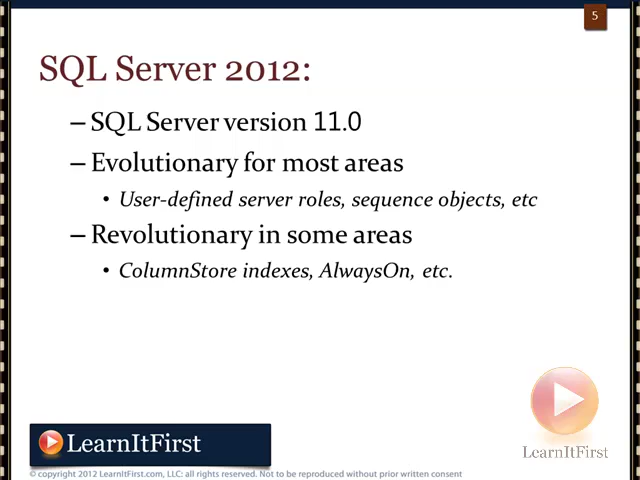 5
SQL Server 2012:
– SQL Server version 11.0
– Evolutionary for most areas
• User-defined server roles, sequence objects, etc
– Revolutionary in some areas
• ColumnStore indexes, AlwaysOn, etc.
LearnItFirst
LearnItFirst
© copyright 2012 LearnItFirst.com, LLC: all rights reserved. Not to be reproduced without prior written consent